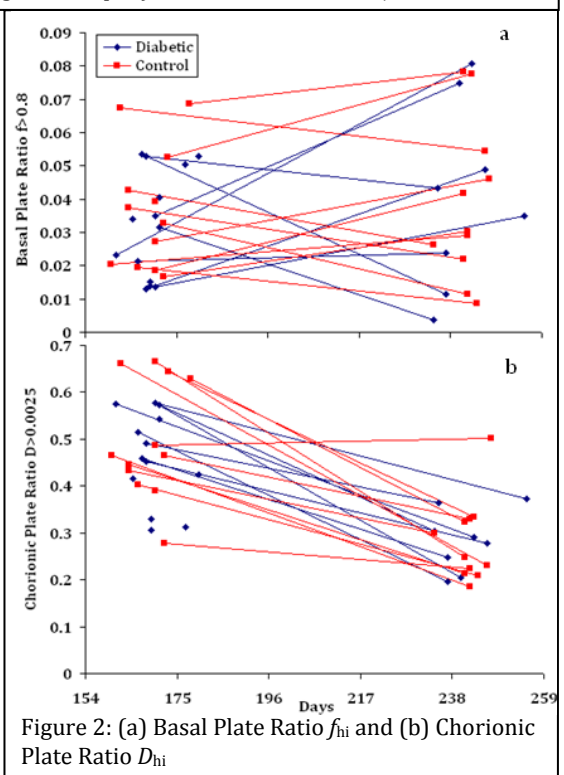 a
Diabetic
Control
Basal Plate Ratio f>0.8
0.09
0.08
0.07
0.06
0.05
0.04
0.03
0.02
0.01
0
b
Chorionic Plate Ratio D>0.0025
0.7
0.6
0.5
0.4
0.3
0.2
0.1
0
154 175 196 217 238 259
Days
Figure 2: (a) Basal Plate Ratio fhi and (b) Chorionic
Plate Ratio Dhi